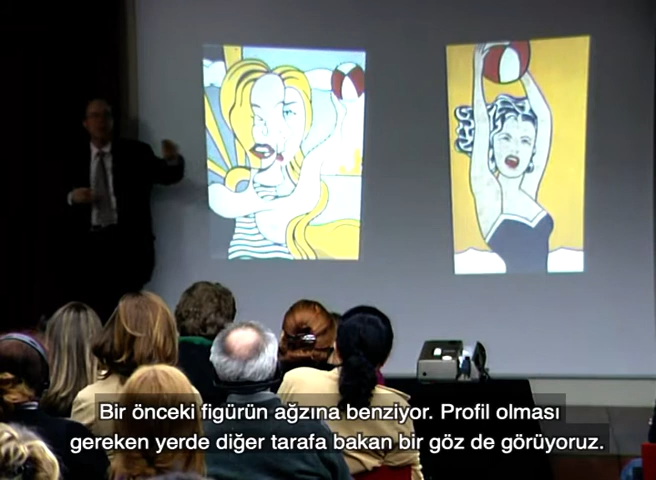 Bir önceki figürün ağzına benziyor. Profil olması
gereken yerde diğer tarafa bakan bir göz de görüyoruz.